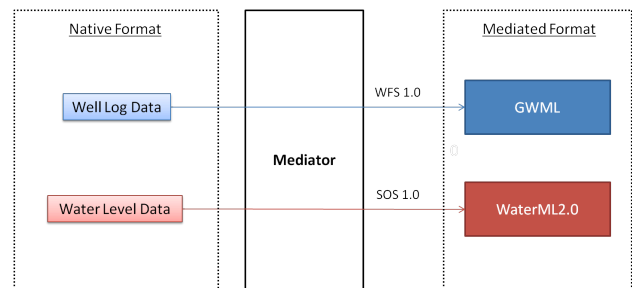 Native Format
Mediated Format
Well Log Data
WFS 1.0
GWML
0
Mediator
Water Level Data
SOS 1.0
WaterML2.0